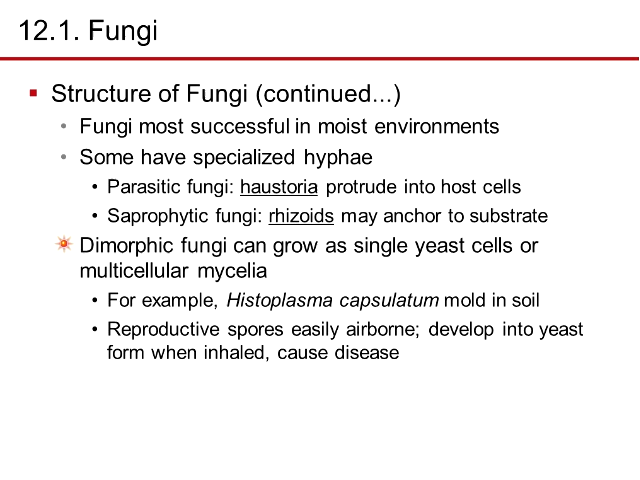 12.1. Fungi
Structure of Fungi (continued...)
Fungi most successful in moist environments
Some have specialized hyphae
Parasitic fungi: haustoria protrude into host cells
Saprophytic fungi: rhizoids may anchor to substrate
Dimorphic fungi can grow as single yeast cells or
multicellular mycelia
For example, Histoplasma capsulatum mold in soil
Reproductive spores easily airborne; develop into yeast
form when inhaled, cause disease